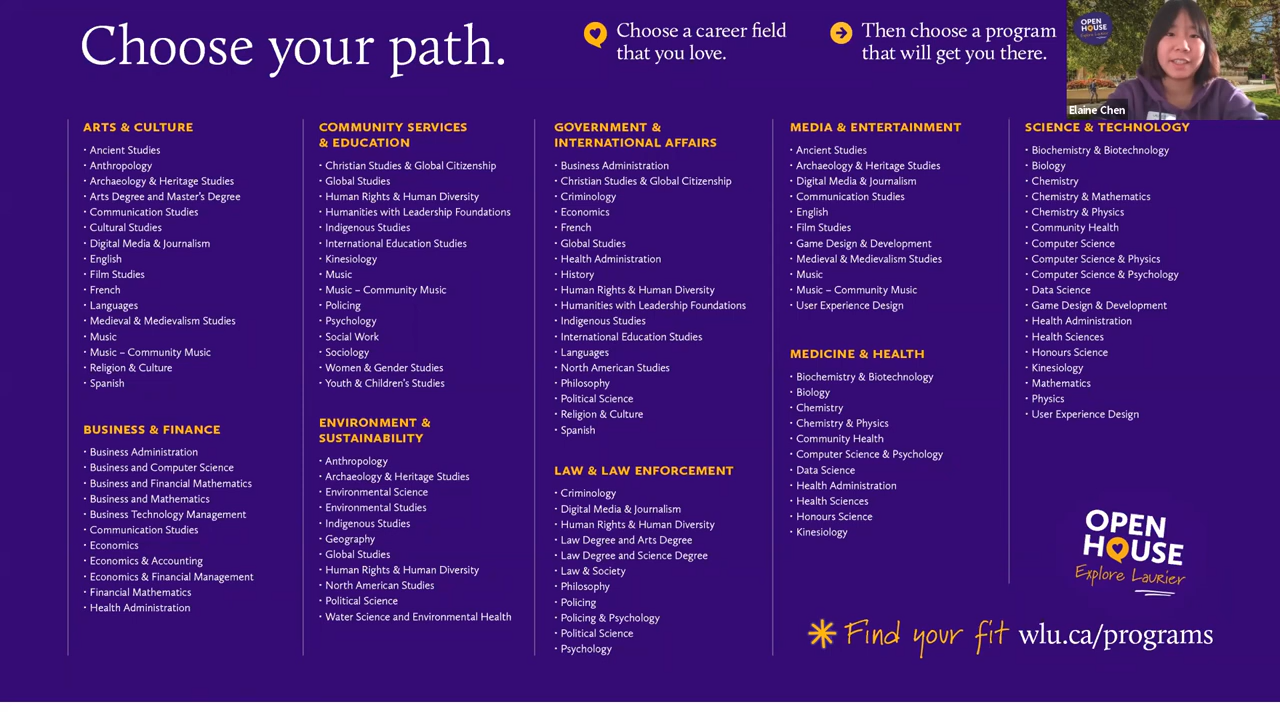 Choose your path.
Choose a career field
that you love.
Then choose a program
that will get you there.
OPEN
HOUSE
Explore Laurier
Elaine Chen
ARTS & CULTURE
• Ancient Studies
• Anthropology
• Archaeology & Heritage Studies
• Arts Degree and Master's Degree
• Communication Studies
• Cultural Studies
• Digital Media & Journalism
• English
• Film Studies
• French
• Languages
• Medieval & Medievalism Studies
• Music
• Music – Community Music
• Religion & Culture
• Spanish
BUSINESS & FINANCE
• Business Administration
• Business and Computer Science
• Business and Financial Mathematics
• Business and Mathematics
• Business Technology Management
• Communication Studies
• Economics
• Economics & Accounting
• Economics & Financial Management
• Financial Mathematics
• Health Administration
COMMUNITY SERVICES
& EDUCATION
• Christian Studies & Global Citizenship
• Global Studies
• Human Rights & Human Diversity
• Humanities with Leadership Foundations
• Indigenous Studies
• International Education Studies
• Kinesiology
• Music
• Music – Community Music
• Policing
• Psychology
• Social Work
• Sociology
• Women & Gender Studies
• Youth & Children's Studies
ENVIRONMENT &
SUSTAINABILITY
• Anthropology
• Archaeology & Heritage Studies
• Environmental Science
• Environmental Studies
• Indigenous Studies
• Geography
• Global Studies
• Human Rights & Human Diversity
• North American Studies
• Political Science
• Water Science and Environmental Health
GOVERNMENT &
INTERNATIONAL AFFAIRS
• Business Administration
• Christian Studies & Global Citizenship
• Criminology
• Economics
• French
• Global Studies
• Health Administration
• History
• Human Rights & Human Diversity
• Humanities with Leadership Foundations
• Indigenous Studies
• International Education Studies
• Languages
• North American Studies
• Philosophy
• Political Science
• Religion & Culture
• Spanish
LAW & LAW ENFORCEMENT
• Criminology
• Digital Media & Journalism
• Human Rights & Human Diversity
• Law Degree and Arts Degree
• Law Degree and Science Degree
• Law & Society
• Philosophy
• Policing
• Policing & Psychology
• Political Science
• Psychology
MEDIA & ENTERTAINMENT
• Ancient Studies
• Archaeology & Heritage Studies
• Digital Media & Journalism
• Communication Studies
• English
• Film Studies
• Game Design & Development
• Medieval & Medievalism Studies
• Music
• Music – Community Music
• User Experience Design
MEDICINE & HEALTH
• Biochemistry & Biotechnology
• Biology
• Chemistry
• Chemistry & Physics
• Community Health
• Computer Science & Psychology
• Data Science
• Health Administration
• Health Sciences
• Honours Science
• Kinesiology
SCIENCE & TECHNOLOGY
• Biochemistry & Biotechnology
• Biology
• Chemistry
• Chemistry & Mathematics
• Chemistry & Physics
• Community Health
• Computer Science
• Computer Science & Physics
• Computer Science & Psychology
• Data Science
• Game Design & Development
• Health Administration
• Health Sciences
• Honours Science
• Kinesiology
• Mathematics
• Physics
• User Experience Design
OPEN
HOUSE
Explore Laurier
Find your fit wlu.ca/programs